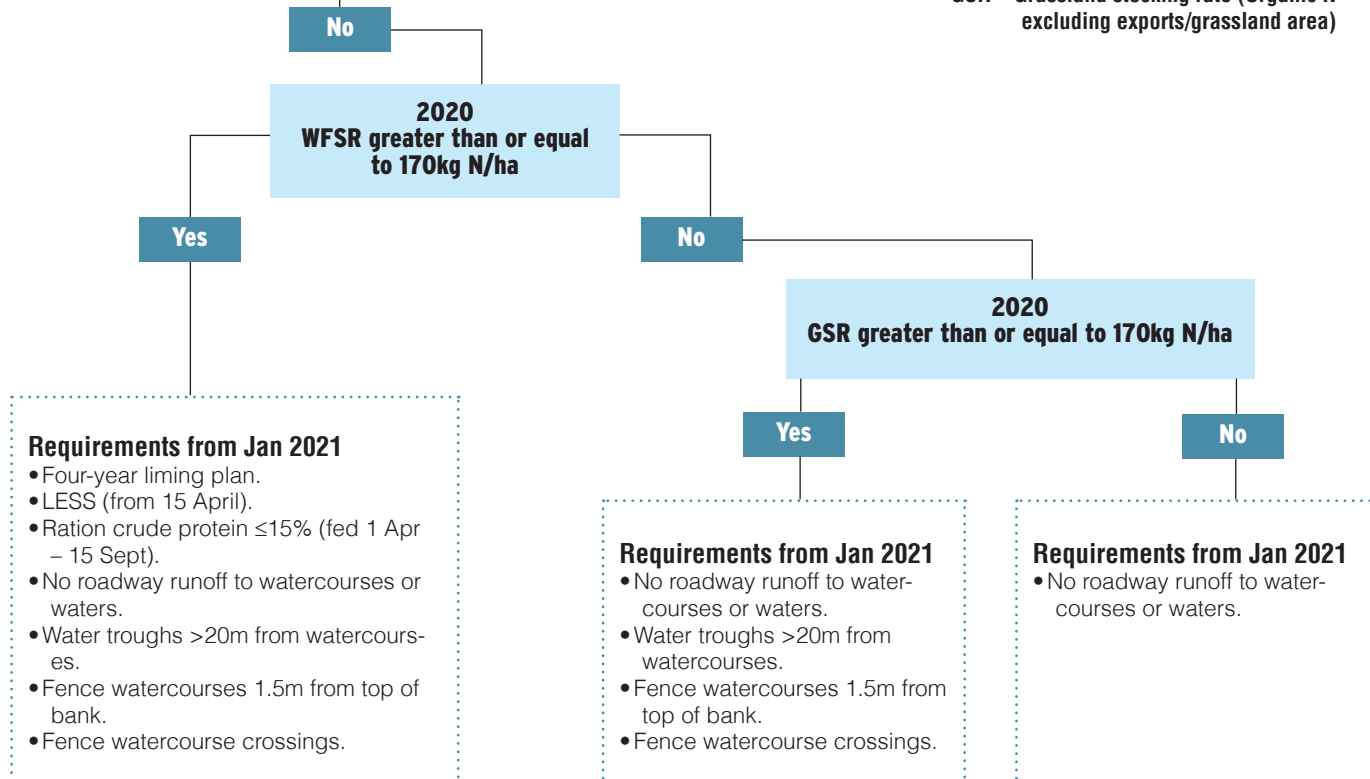 excluding exports/grassland area)
No
2020
WFSR greater than or equal
to 170kg N/ha
Yes
No
2020
GSR greater than or equal to 170kg N/ha
Yes
No
Requirements from Jan 2021
•Four-year liming plan.
•LESS (from 15 April).
•Ration crude protein ≤15% (fed 1 Apr
– 15 Sept).
•No roadway runoff to watercourses or
waters.
•Water troughs >20m from watercours-
es.
•Fence watercourses 1.5m from top of
bank.
•Fence watercourse crossings.
Requirements from Jan 2021
•No roadway runoff to water-
courses or waters.
•Water troughs >20m from
watercourses.
•Fence watercourses 1.5m from
top of bank.
•Fence watercourse crossings.
Requirements from Jan 2021
•No roadway runoff to water-
courses or waters.